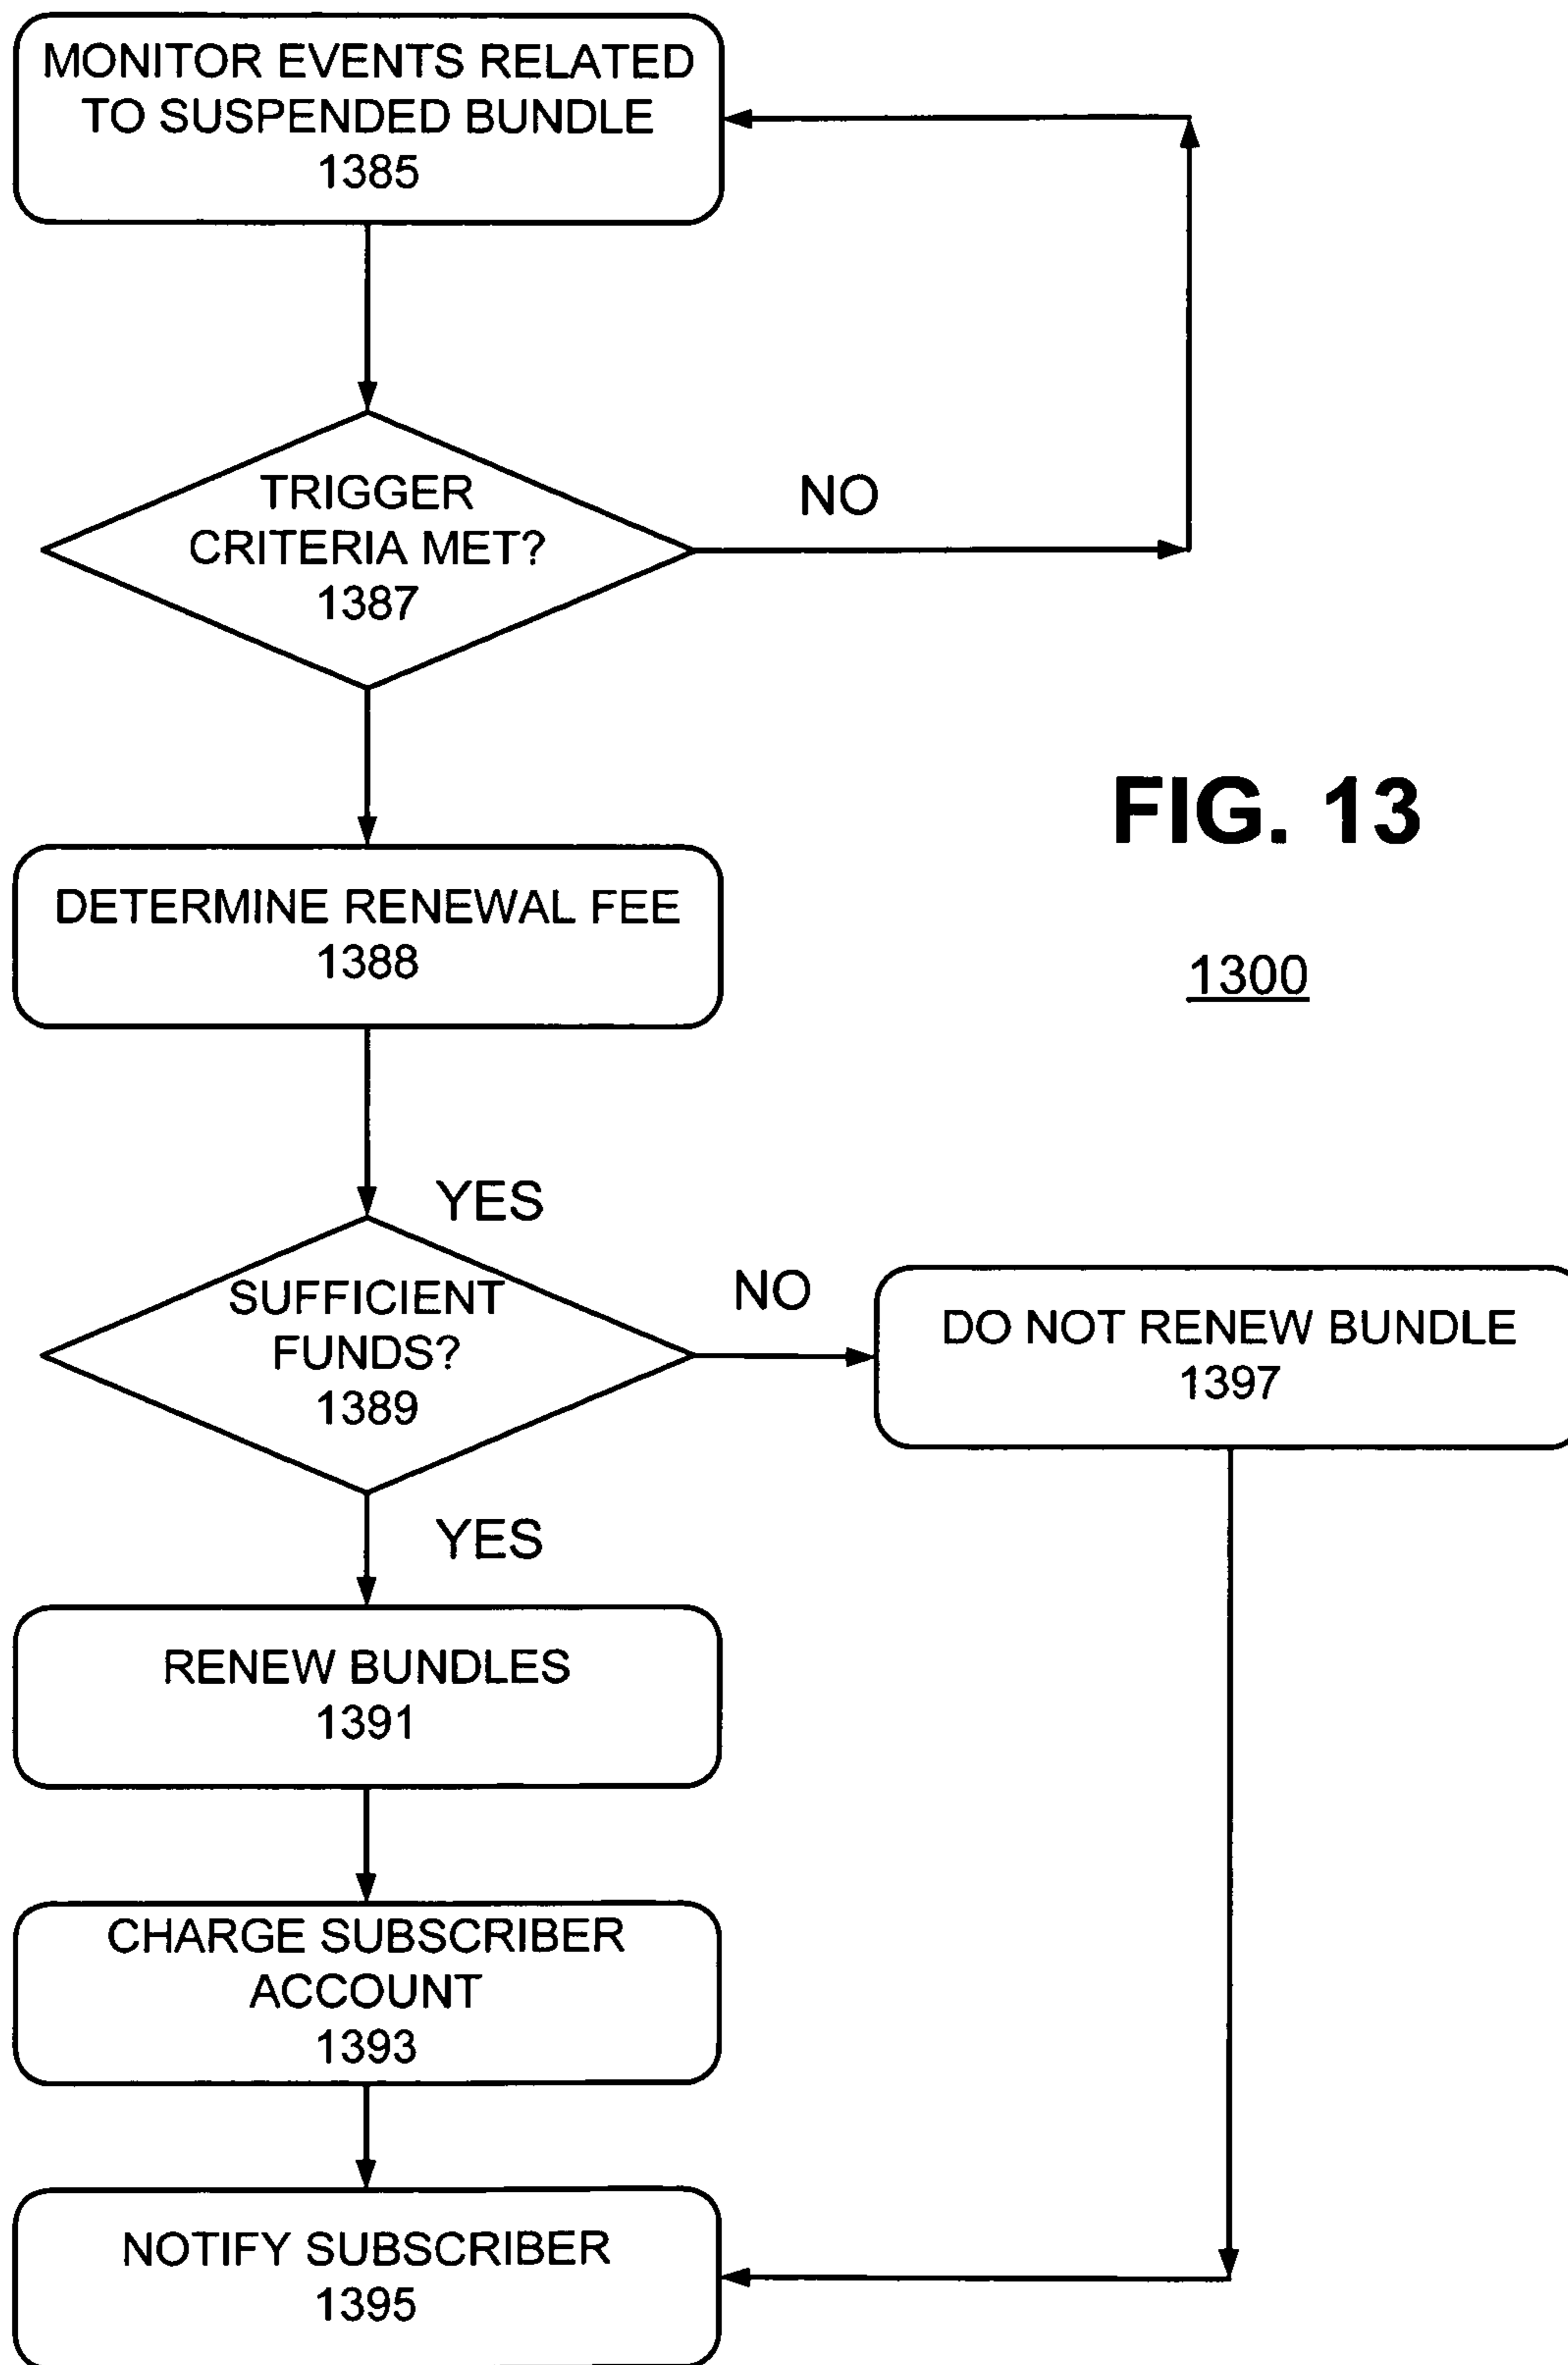 MONITOR EVENTS RELATED
TO SUSPENDED BUNDLE
1385
TRIGGER
CRITERIA MET?
1387
NO
FIG. 13
1300
DETERMINE RENEWAL FEE
1388
YES
SUFFICIENT
FUNDS?
1389
NO
DO NOT RENEW BUNDLE
1397
YES
RENEW BUNDLES
1391
CHARGE SUBSCRIBER
ACCOUNT
1393
NOTIFY SUBSCRIBER
1395